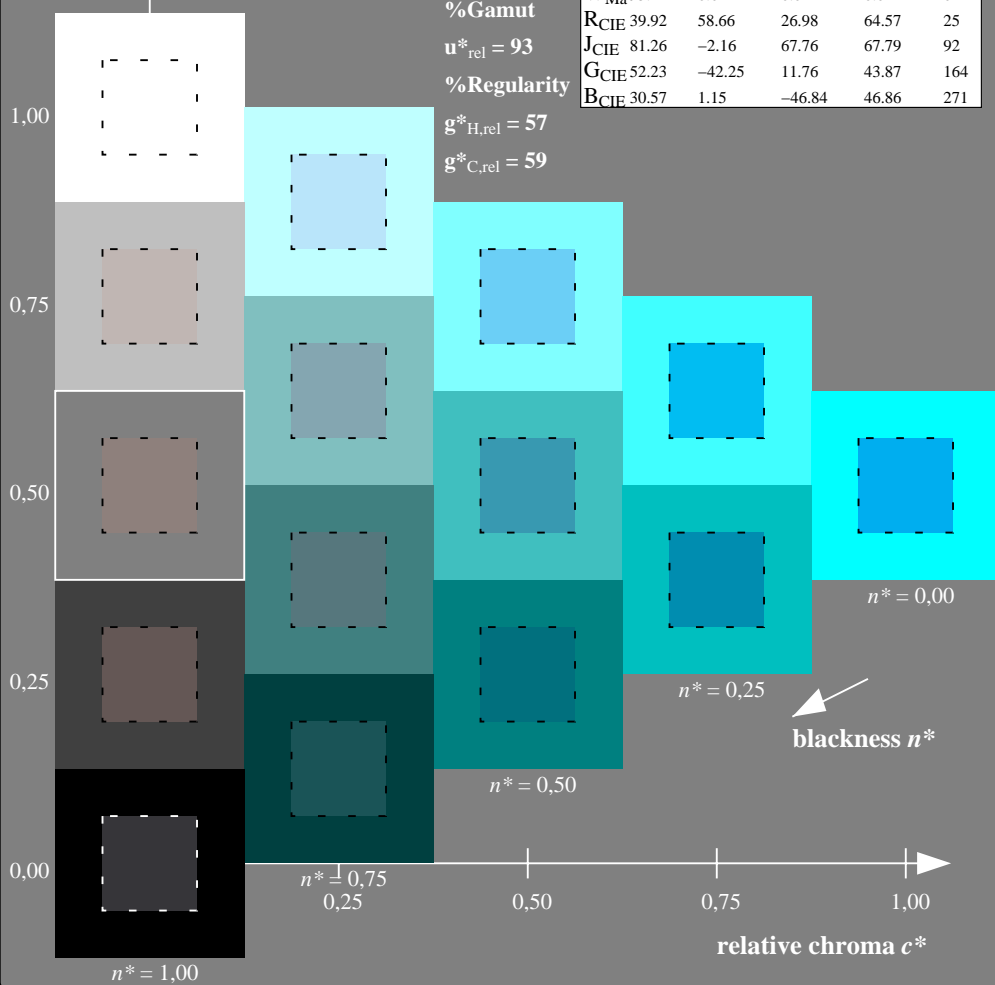 %Gamut
u*rel = 93
%Regularity
g*H,rel = 57
g*C,rel = 59
RCIE 39.92 58.66 26.98 64.57 25
JCIE 81.26 −2.16 67.76 67.79 92
GCIE 52.23 −42.25 11.76 43.87 164
BCIE 30.57 1.15 −46.84 46.86 271
1,00
0,75
0,50
0,25
0,00
n* = 0,00
n* = 0,25
blackness n*
n* = 0,50
n* = 0,75
0,25 0,50 0,75 1,00
relative chroma c*
n* = 1,00